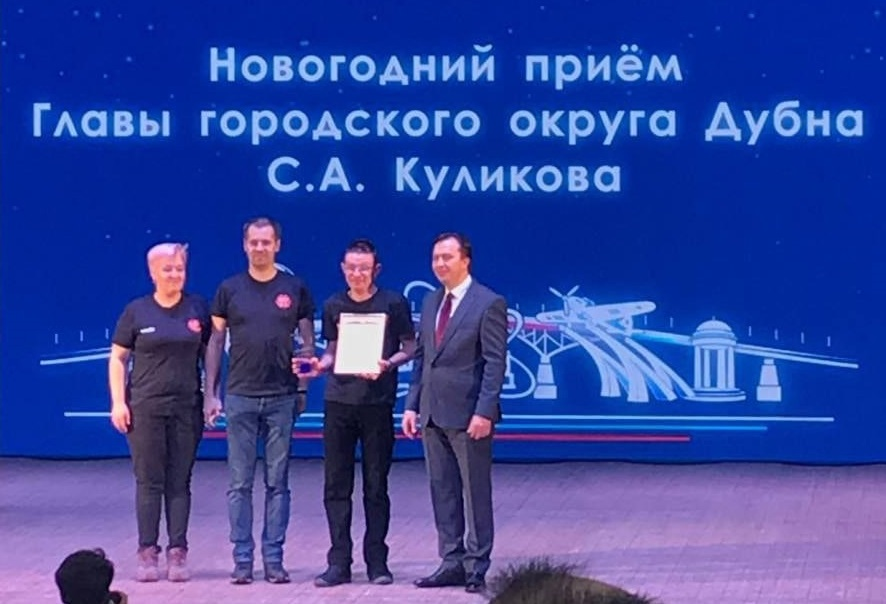 Новогодний приём
Главы городского округа Дубна
С.А. Куликова